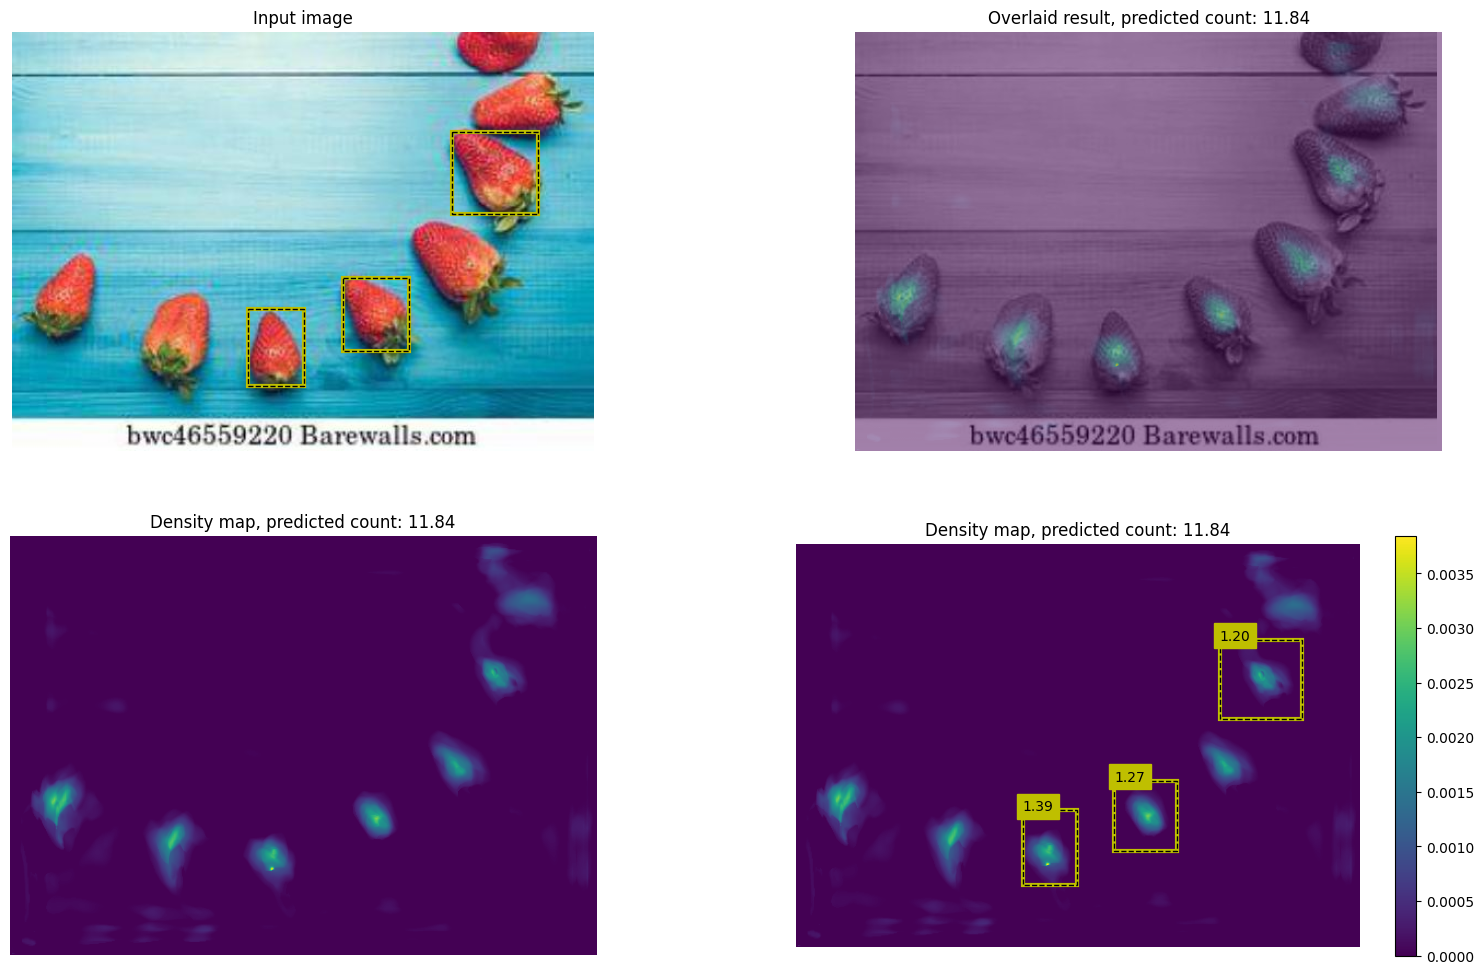 Input image
Overlaid result, predicted count: 11.84
bwc46559220 Barewalls.com
bwc46559220 Barewalls.com
Density map, predicted count: 11.84
Density map, predicted count: 11.84
1.20
1.27
1.39
0.0035
0.0030
0.0025
0.0020
0.0015
0.0010
0.0005
0.0000